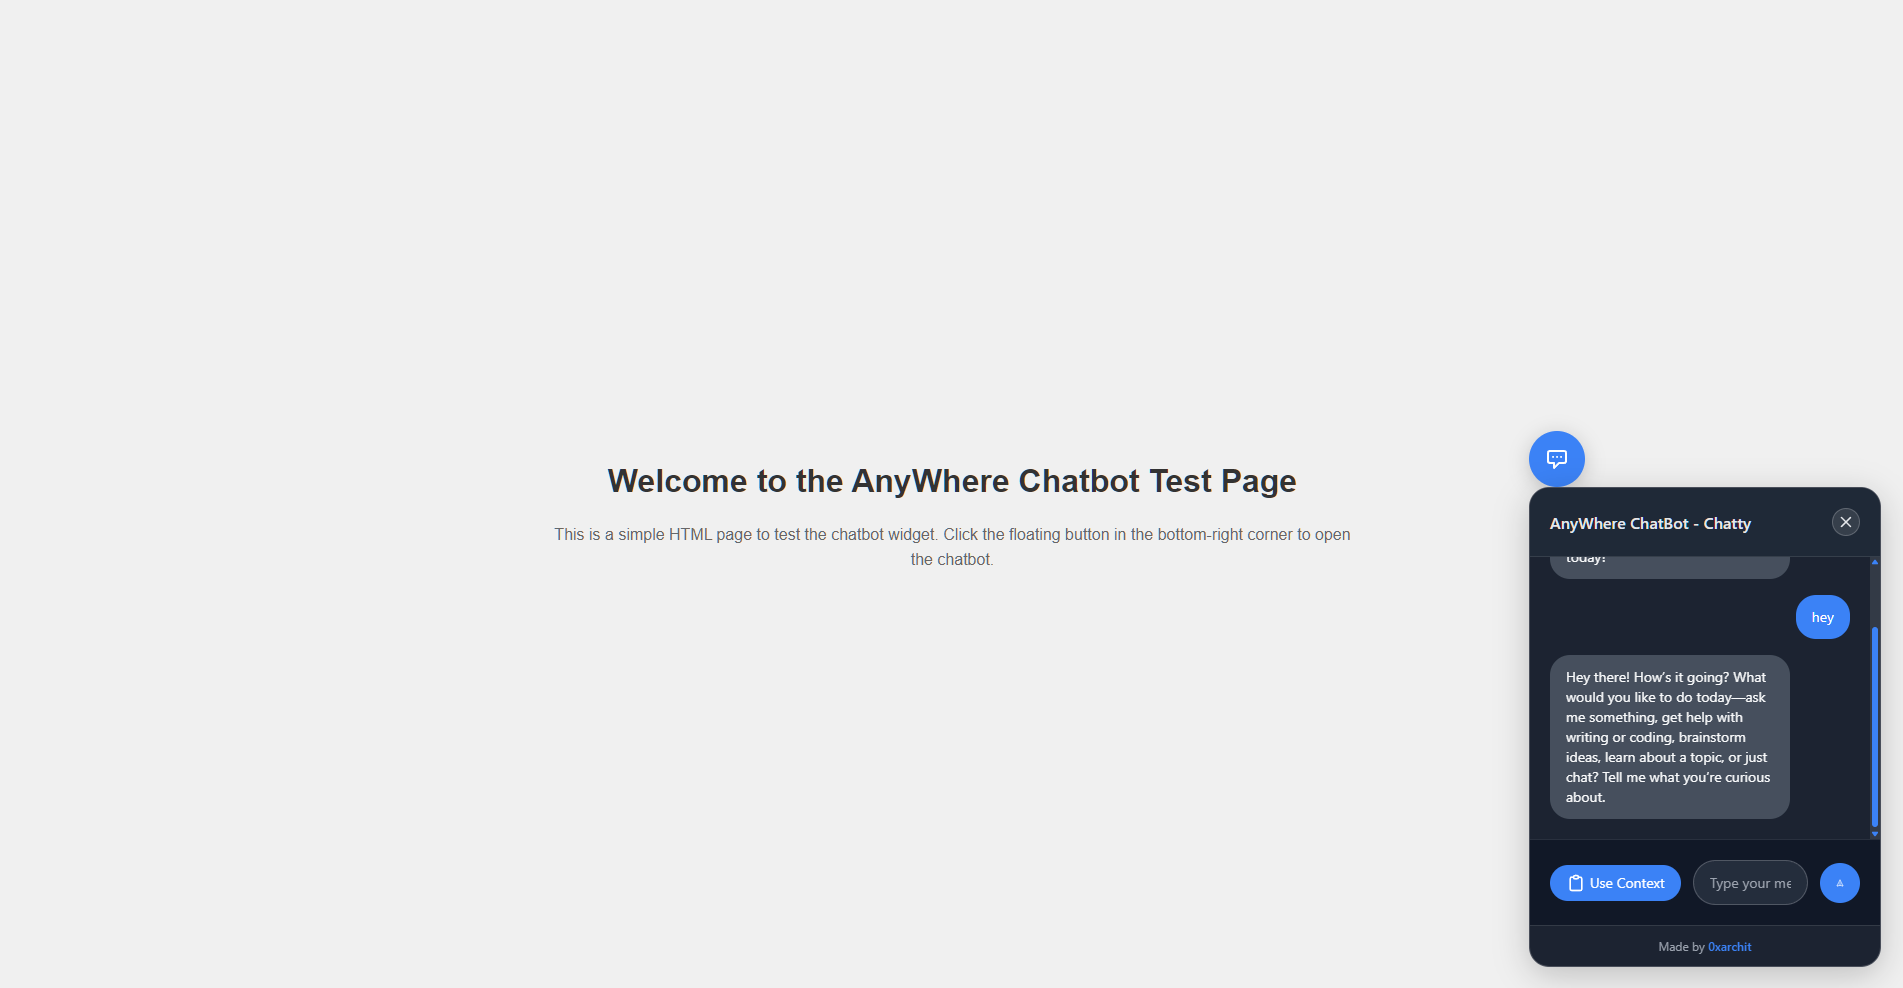 Welcome to the AnyWhere Chatbot Test Page
This is a simple HTML page to test the chatbot widget. Click the floating button in the bottom-right corner to open
the chatbot.
AnyWhere ChatBot - Chatty
today?
hey
Hey there! How’s it going? What
would you like to do today—ask
me something, get help with
writing or coding, brainstorm
ideas, learn about a topic, or just
chat? Tell me what you’re curious
about.
Use Context
Type your me
Made by 0xarchit